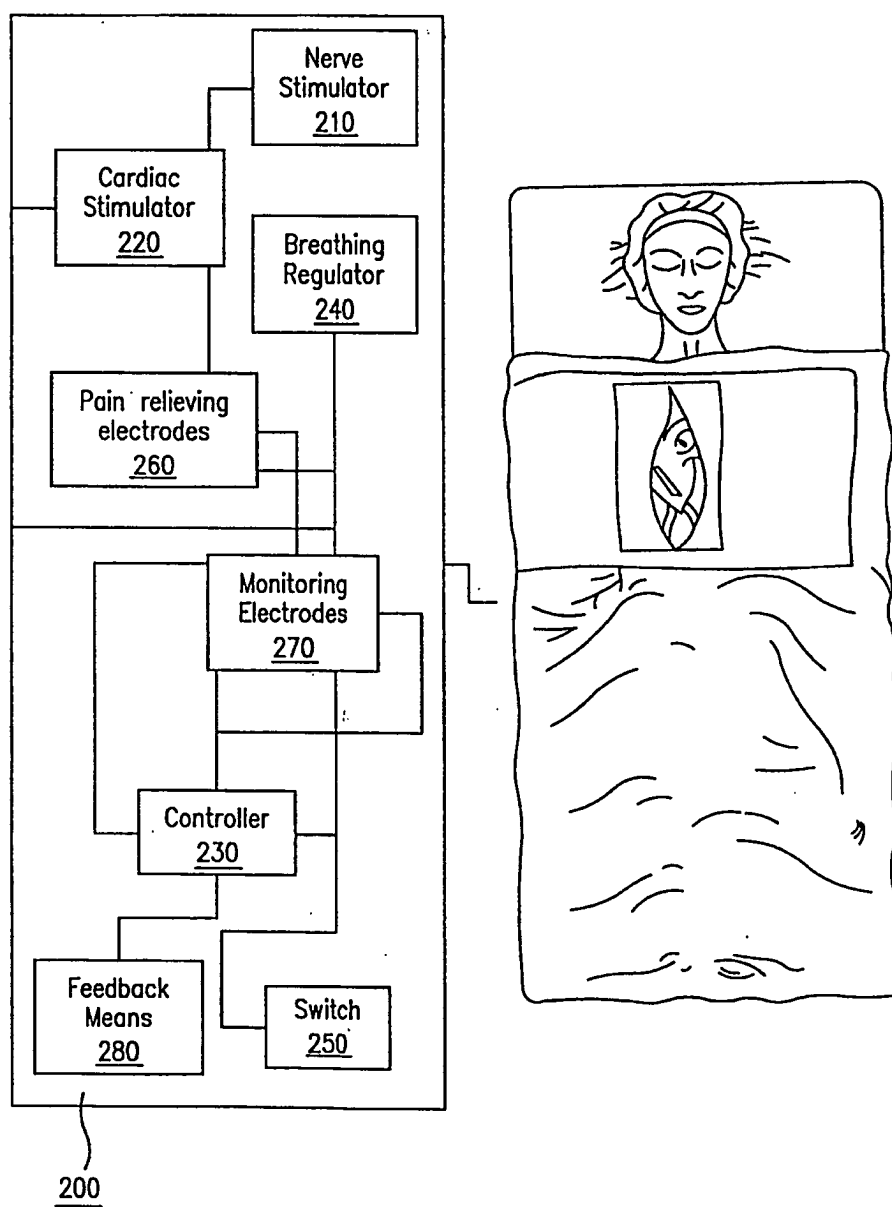 Nerve
Stimulator
210
Cardiac
Stimulator
220
Breathing
Regulator
240
Pain relieving
electrodes
260
Monitoring
Electrodes
270
Controller
230
Feedback
Means
280
Switch
250
200